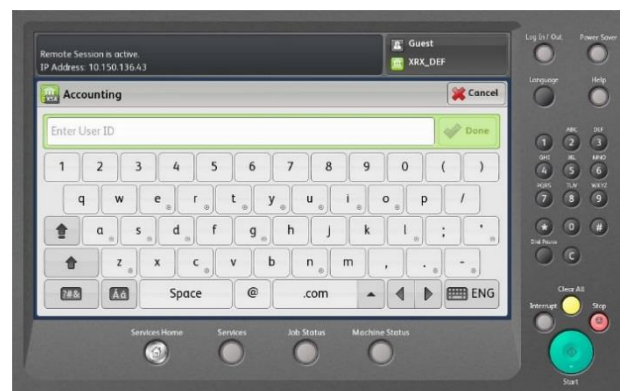 Remote Session is active.
IP Address: 10.150.136.43
Guest
XRX_DEF
Log In / Out
Power Saver
Accounting
Cancel
Language
Help
Enter User ID
Done
1 2 3 4 5 6 7 8 9 0 ( )
q w e r t y u i o p /
a s d f g h j k l ; '
z x c v b n m , . -
?#& Áâ Space @ .com ENG
ABC DEF
1 2 3
GHI JKL MNO
4 5 6
PQRS TUV WXYZ
7 8 9
* 0 #
Dial Pause
C
Clear All
Interrupt
Stop
Start
Services Home
Services
Job Status
Machine Status